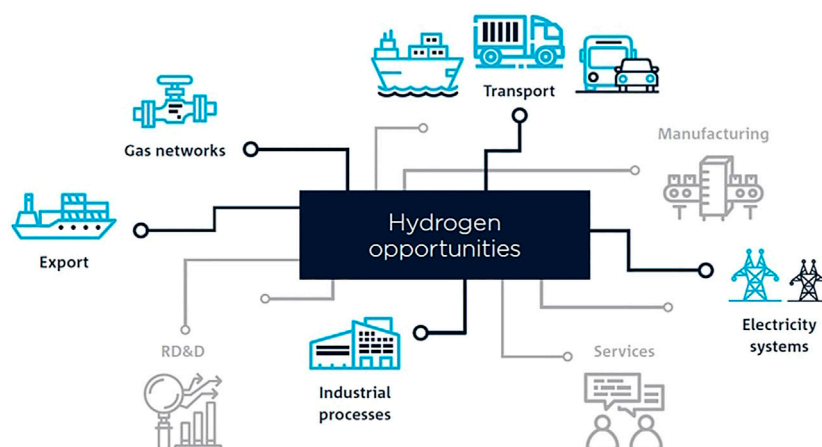 Transport
Manufacturing
Gas networks
Hydrogen
opportunities
Export
Electricity
systems
RD&D
Industrial
processes
Services